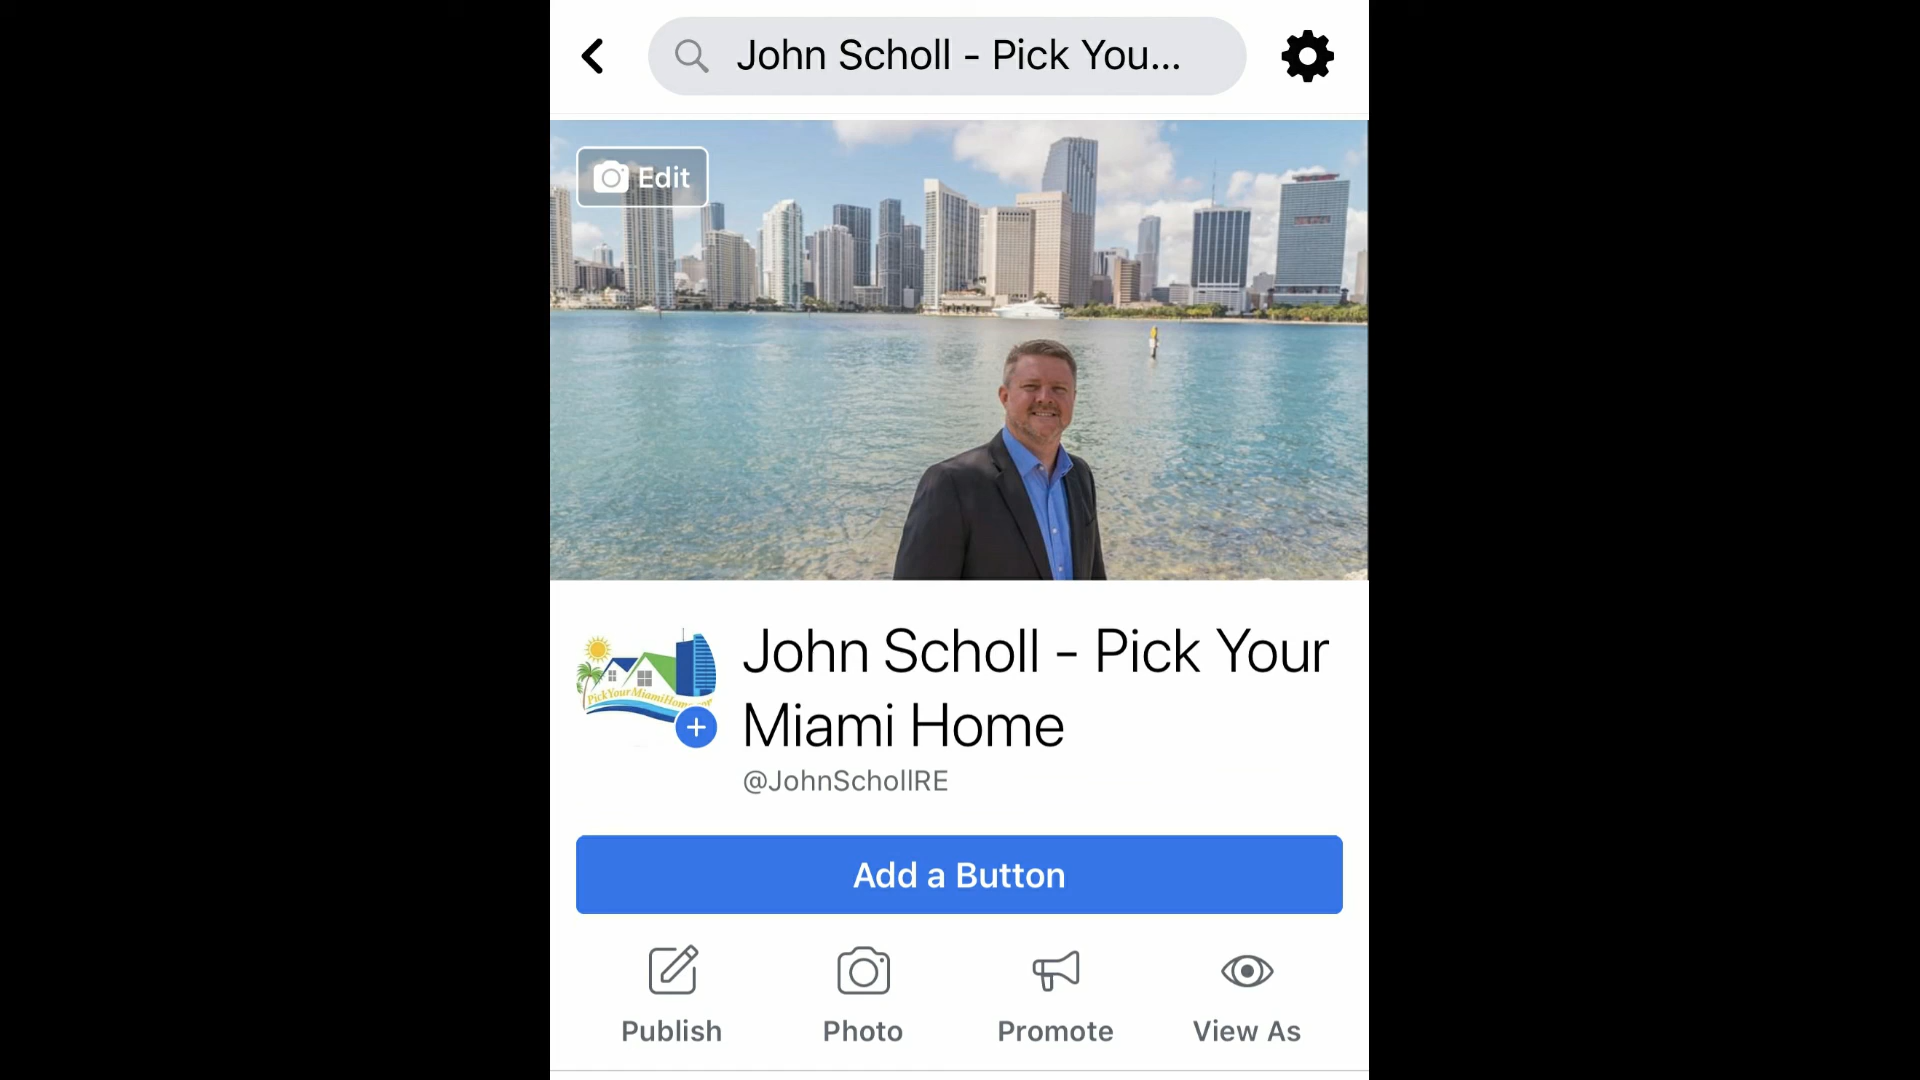 John Scholl - Pick You...
Edit
PickYourMiamiHome
John Scholl - Pick Your
Miami Home
@JohnSchollRE
Add a Button
Publish Photo Promote View As